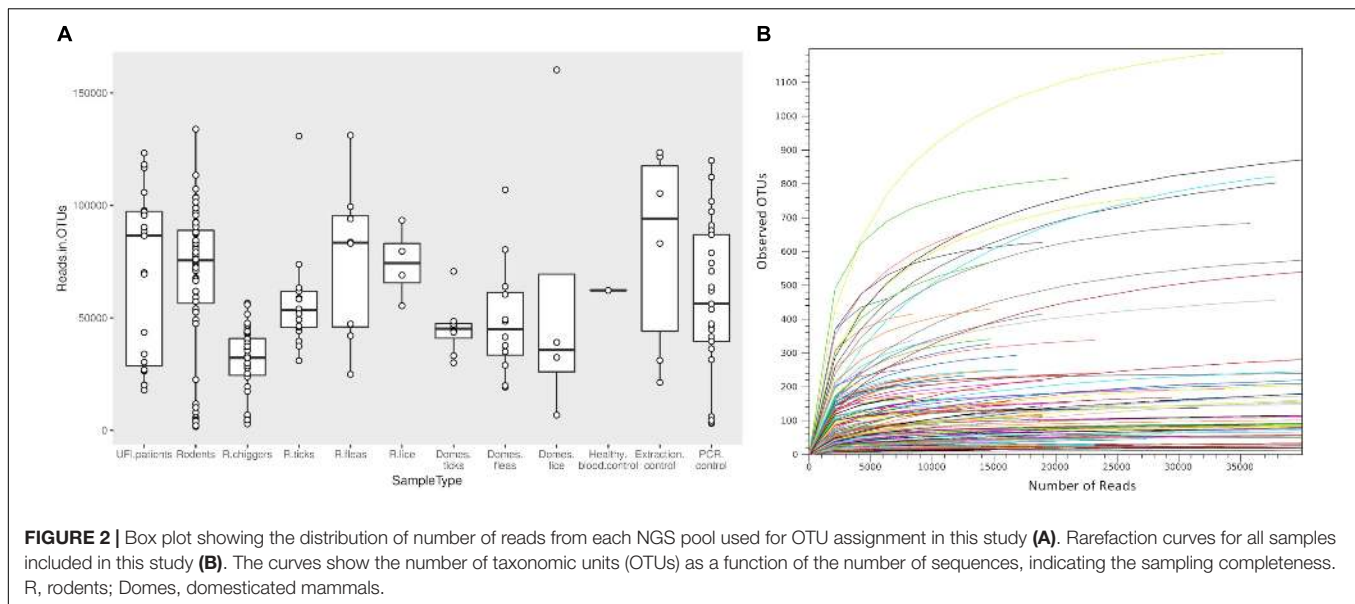 A
B
Reads.in.OTUs
150000
100000
50000
0
UFI.patients
Rodents
R.chiggers
R.ticks
R.fleas
R.lice
Domes.
ticks
Domes.
fleas
Domes.
lice
Healthy.
blood.control
Extraction.
control
PCR.
control
SampleType
Observed OTUs
1100
1000
900
800
700
600
500
400
300
200
100
0
0
5000
10000
15000
20000
25000
30000
35000
Number of Reads
FIGURE 2 | Box plot showing the distribution of number of reads from each NGS pool used for OTU assignment in this study (A). Rarefaction curves for all samples
included in this study (B). The curves show the number of taxonomic units (OTUs) as a function of the number of sequences, indicating the sampling completeness.
R, rodents; Domes, domesticated mammals.